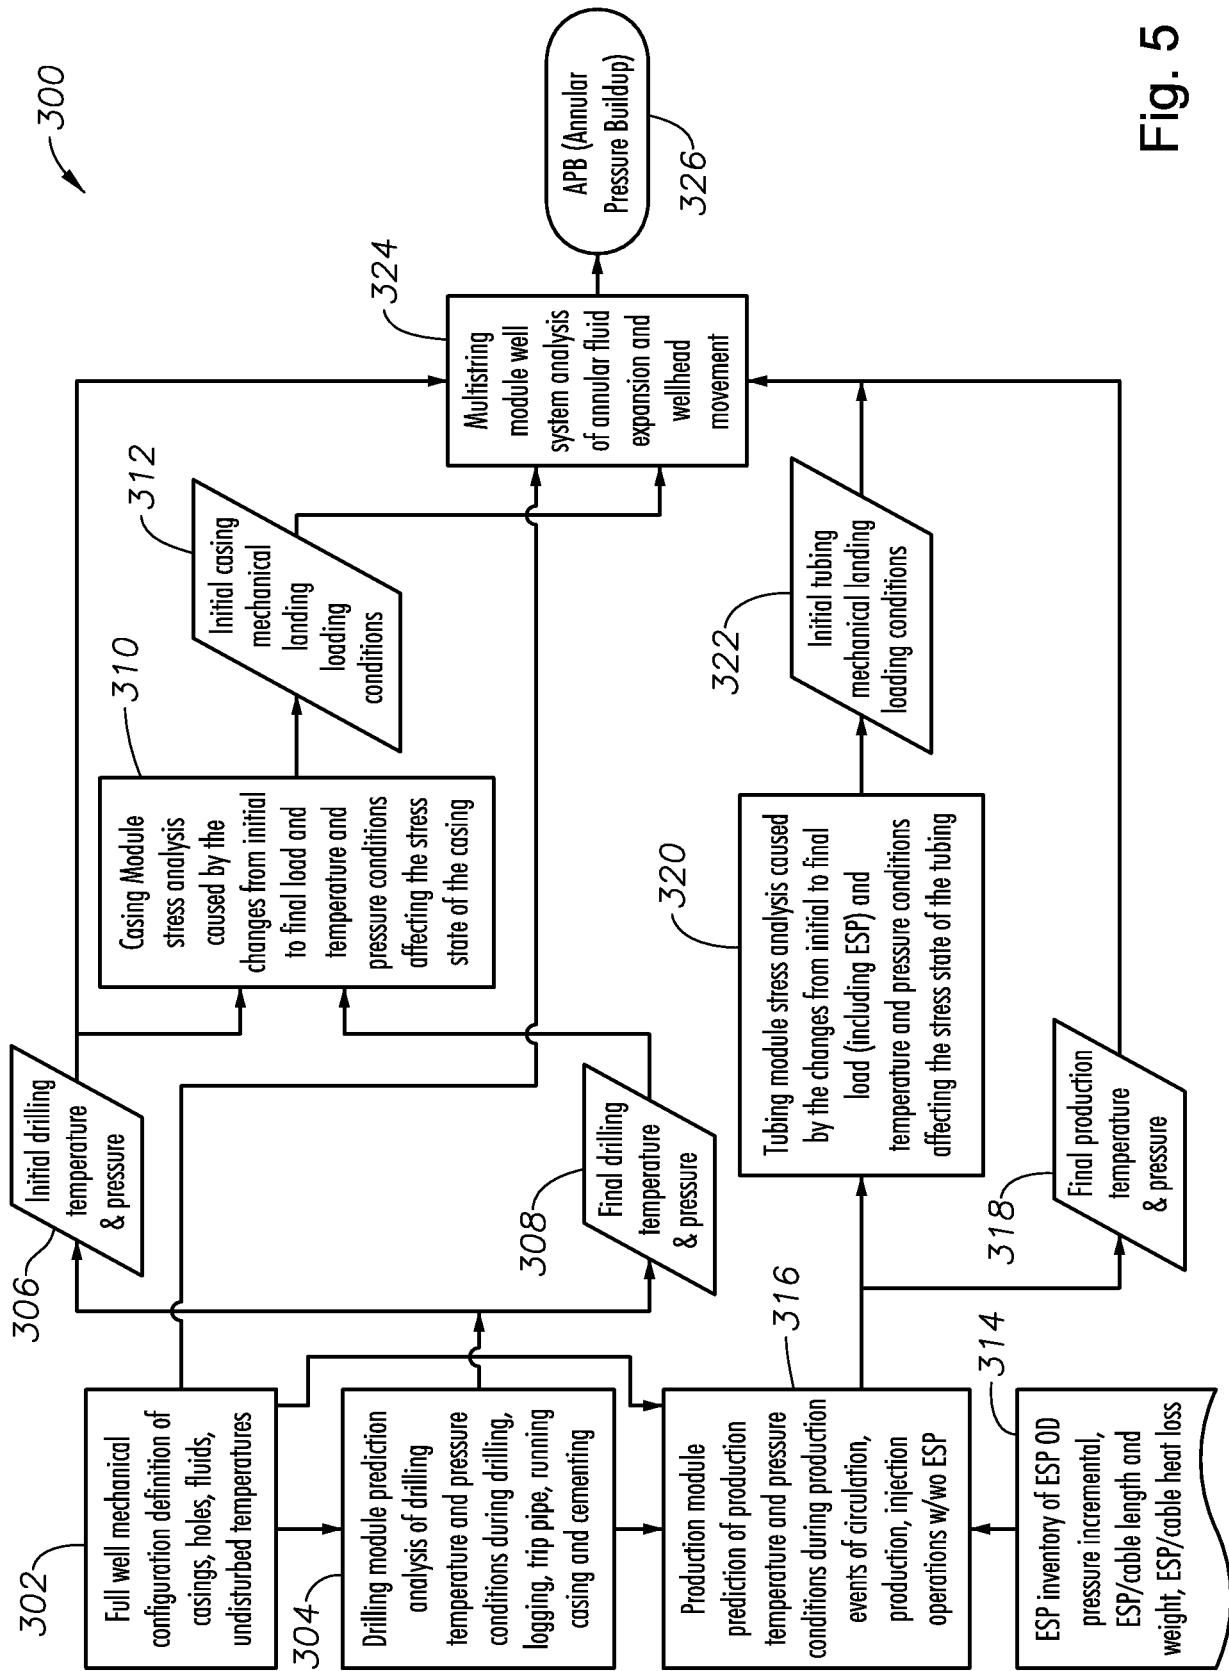 300
302
Full well mechanical
configuration definition of
casings, holes, fluids,
undisturbed temperatures
304
Drilling module prediction
analysis of drilling
temperature and pressure
conditions during drilling,
logging, trip pipe, running
casing and cementing
306
Initial drilling
temperature
& pressure
308
Final drilling
temperature
& pressure
310
Casing Module
stress analysis
caused by the
changes from initial
to final load and
temperature and
pressure conditions
affecting the stress
state of the casing
312
Initial casing
mechanical
landing
loading
conditions
314
ESP inventory of ESP OD
pressure incremental,
ESP/cable length and
weight, ESP/cable heat loss
316
Production module
prediction of production
temperature and pressure
conditions during production
events of circulation,
production, injection
operations w/wo ESP
318
Final production
temperature
& pressure
320
Tubing module stress analysis caused
by the changes from initial to final
load (including ESP) and
temperature and pressure conditions
affecting the stress state of the tubing
322
Initial tubing
mechanical landing
loading conditions
324
Multistring
module well
system analysis
of annular fluid
expansion and
wellhead
movement
326
APB (Annular
Pressure Buildup)
Fig. 5